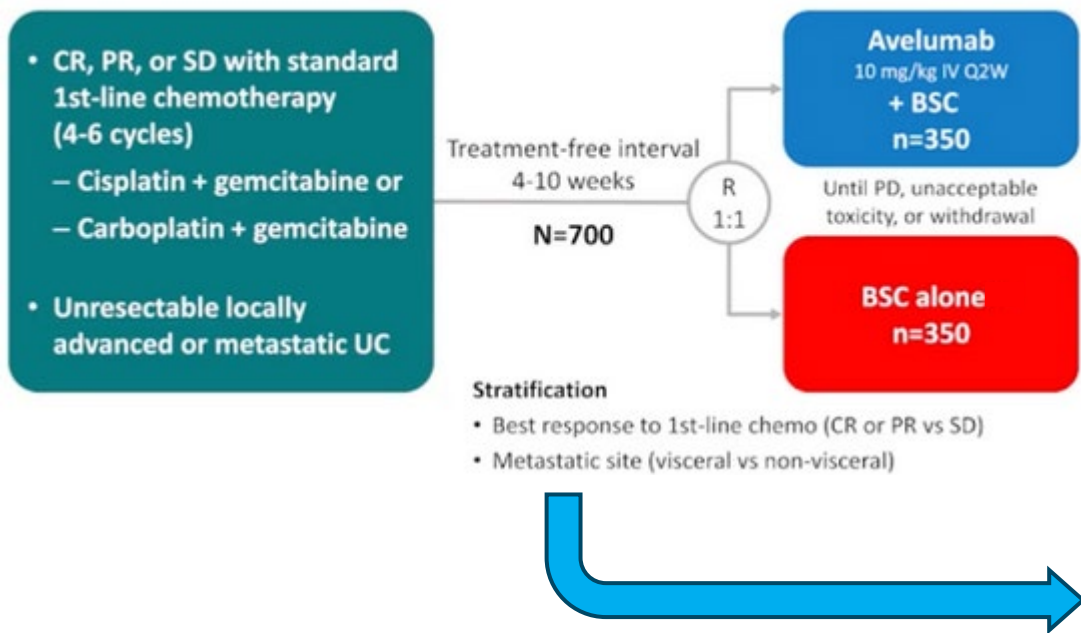 • CR, PR, or SD with standard
1st-line chemotherapy
(4-6 cycles)
– Cisplatin + gemcitabine or
– Carboplatin + gemcitabine
• Unresectable locally
advanced or metastatic UC
Treatment-free interval
4-10 weeks
N=700
R
1:1
Avelumab
10 mg/kg IV Q2W
+ BSC
n=350
Until PD, unacceptable
toxicity, or withdrawal
BSC alone
n=350
Stratification
• Best response to 1st-line chemo (CR or PR vs SD)
• Metastatic site (visceral vs non-visceral)